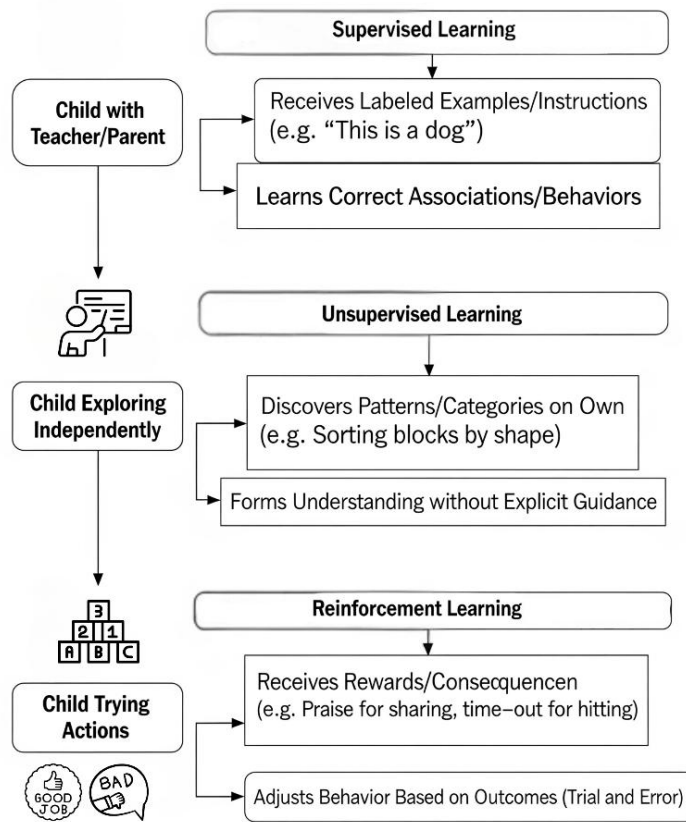 Supervised Learning
Child with
Teacher/Parent
Receives Labeled Examples/Instructions
(e.g. “This is a dog”)
Learns Correct Associations/Behaviors
Unsupervised Learning
Child Exploring
Independently
Discovers Patterns/Categories on Own
(e.g. Sorting blocks by shape)
Forms Understanding without Explicit Guidance
3
2 1
A B C
Reinforcement Learning
Child Trying
Actions
Receives Rewards/Consecquencen
(e.g. Praise for sharing, time–out for hitting)
GOOD
JOB
BAD
Adjusts Behavior Based on Outcomes (Trial and Error)